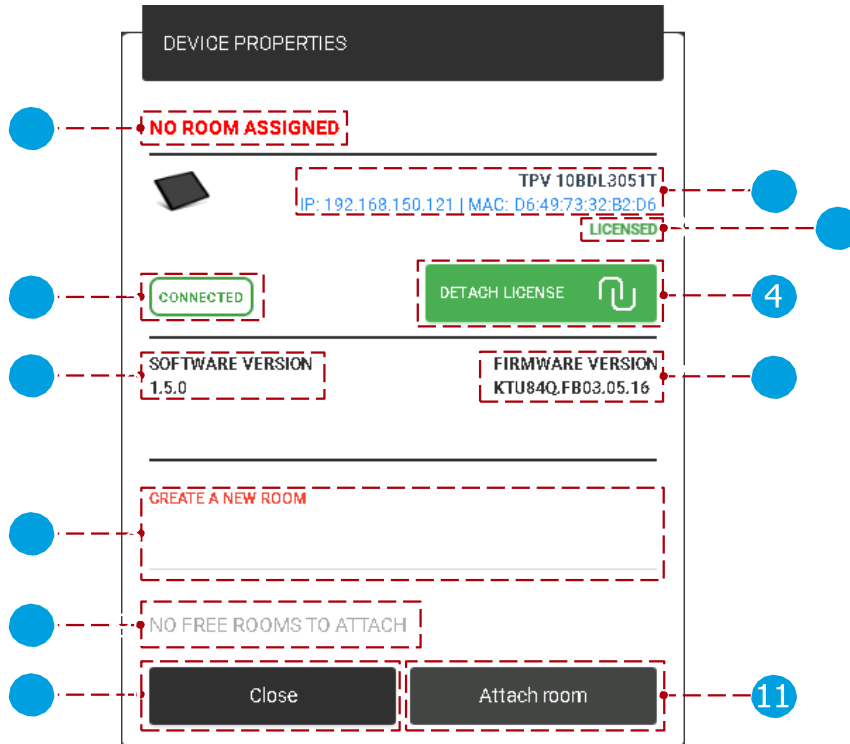 DEVICE PROPERTIES
NO ROOM ASSIGNED
TPV 10BDL3051T
IP: 192.168.150.121 | MAC: D6:49:73:32:B2:D6
LICENSED
CONNECTED
DETACH LICENSE
4
SOFTWARE VERSION
1.5.0
FIRMWARE VERSION
KTU84Q.FB03.05.16
CREATE A NEW ROOM
NO FREE ROOMS TO ATTACH
Close
Attach room
11